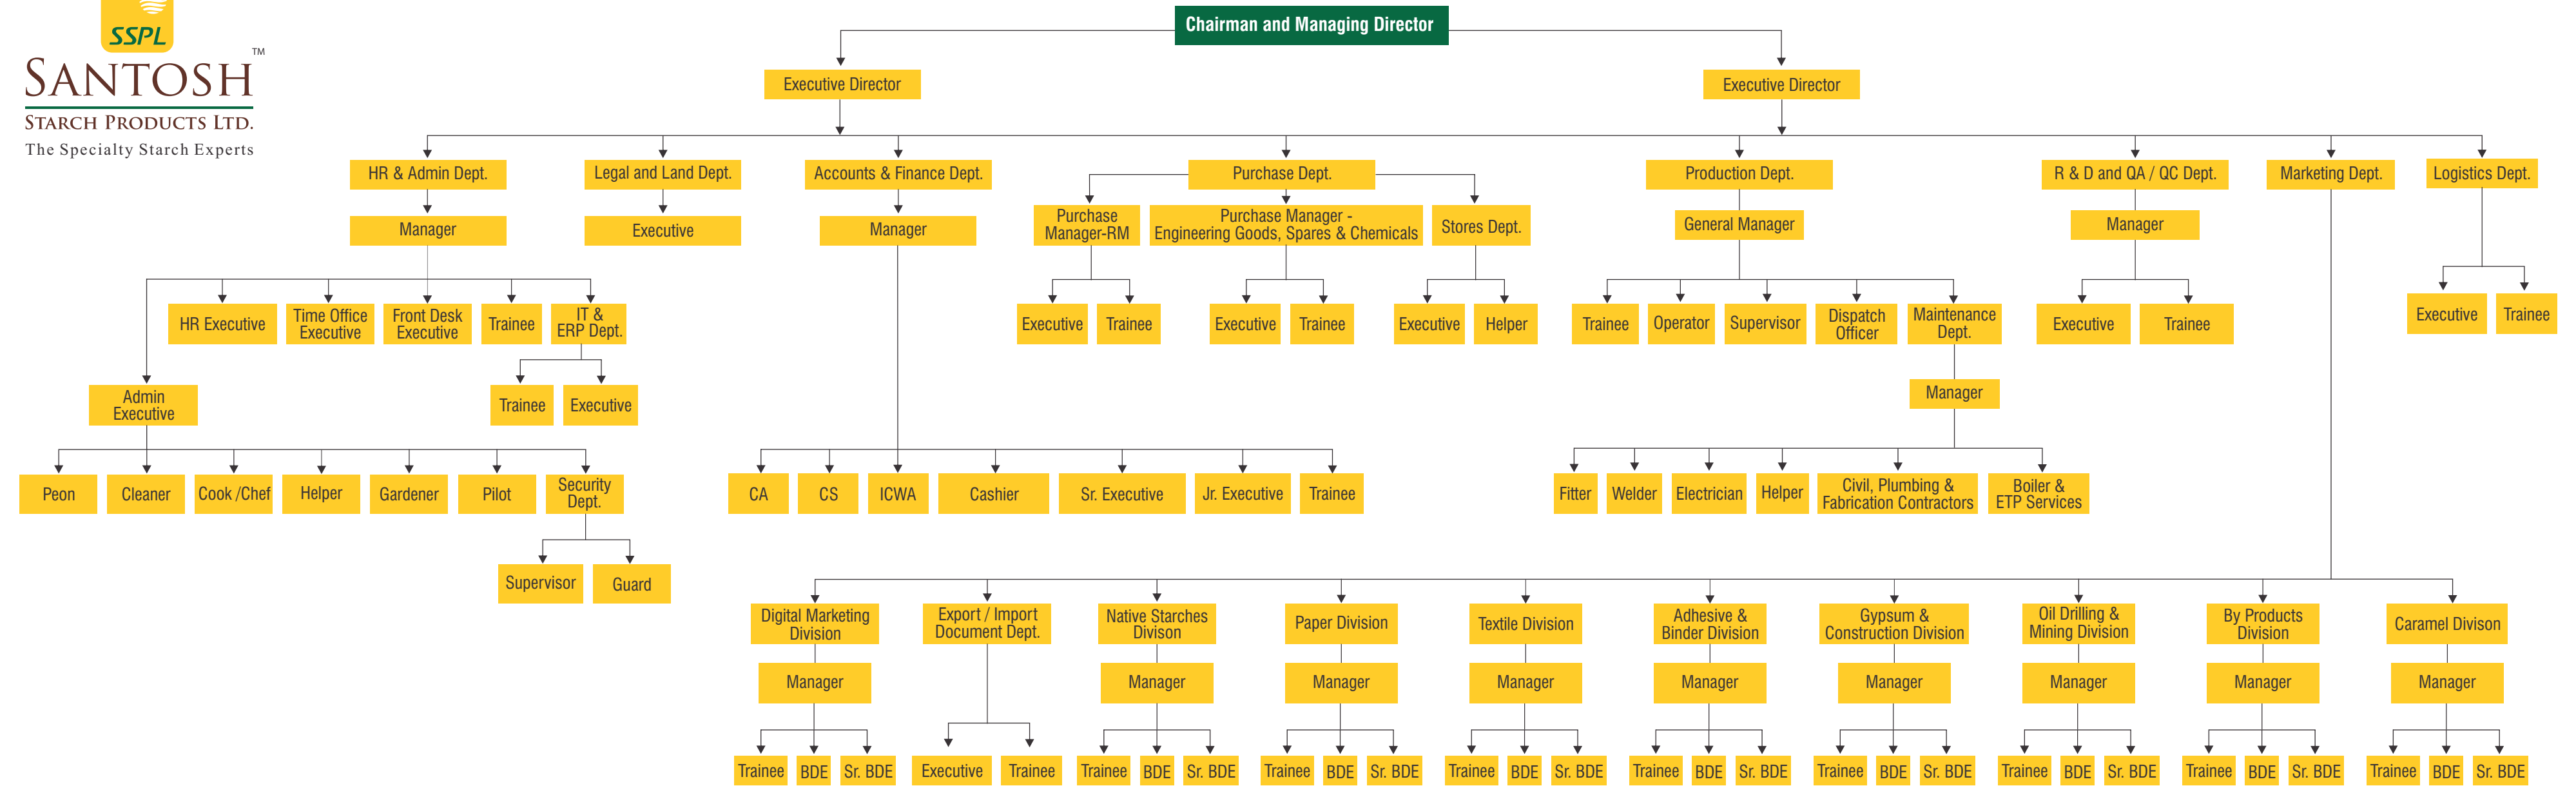 SSPL
SANTOSH™
STARCH PRODUCTS LTD.
The Specialty Starch Experts
Chairman and Managing Director
Executive Director
Executive Director
HR & Admin Dept.
Legal and Land Dept.
Accounts & Finance Dept.
Purchase Dept.
Production Dept.
R & D and QA / QC Dept.
Marketing Dept.
Logistics Dept.
Manager
Executive
Manager
Purchase
Manager-RM
Purchase Manager -
Engineering Goods, Spares & Chemicals
Stores Dept.
General Manager
Manager
HR Executive
Time Office
Executive
Front Desk
Executive
Trainee
IT &
ERP Dept.
Executive
Trainee
Executive
Trainee
Executive
Helper
Trainee
Operator
Supervisor
Dispatch
Officer
Maintenance
Dept.
Executive
Trainee
Executive
Trainee
Admin
Executive
Trainee
Executive
Manager
Peon
Cleaner
Cook /Chef
Helper
Gardener
Pilot
Security
Dept.
CA
CS
ICWA
Cashier
Sr. Executive
Jr. Executive
Trainee
Fitter
Welder
Electrician
Helper
Civil, Plumbing &
Fabrication Contractors
Boiler &
ETP Services
Supervisor
Guard
Digital Marketing
Division
Export / Import
Document Dept.
Native Starches
Divison
Paper Division
Textile Division
Adhesive &
Binder Division
Gypsum &
Construction Division
Oil Drilling &
Mining Division
By Products
Division
Caramel Divison
Manager
Manager
Manager
Manager
Manager
Manager
Manager
Manager
Manager
Trainee
BDE
Sr. BDE
Executive
Trainee
Trainee
BDE
Sr. BDE
Trainee
BDE
Sr. BDE
Trainee
BDE
Sr. BDE
Trainee
BDE
Sr. BDE
Trainee
BDE
Sr. BDE
Trainee
BDE
Sr. BDE
Trainee
BDE
Sr. BDE
Trainee
BDE
Sr. BDE